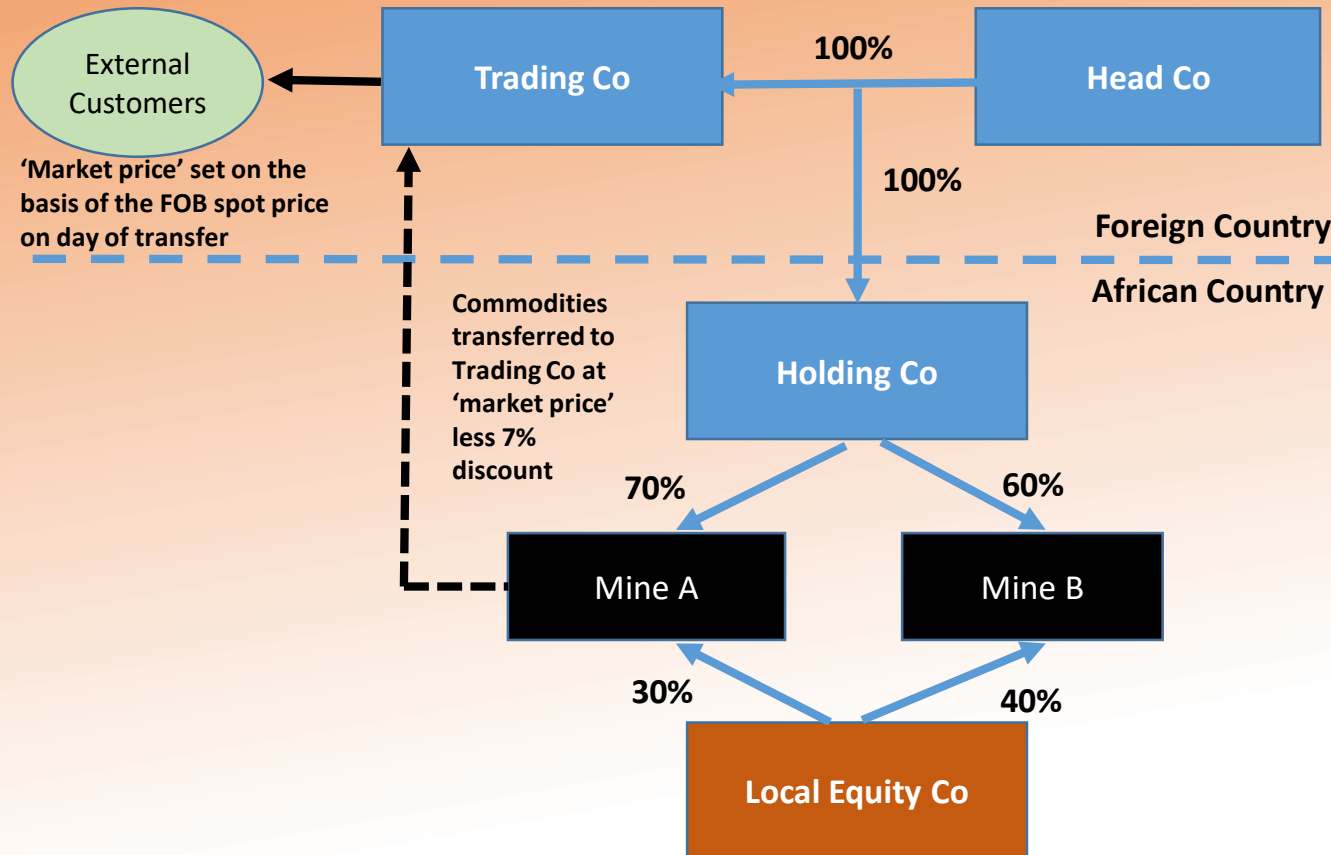 External
Customers
Trading Co
100%
Head Co
‘Market price’ set on the
basis of the FOB spot price
on day of transfer
100%
Foreign Country
African Country
Commodities
transferred to
Trading Co at
‘market price’
less 7%
discount
Holding Co
70%
60%
Mine A
Mine B
30%
40%
Local Equity Co